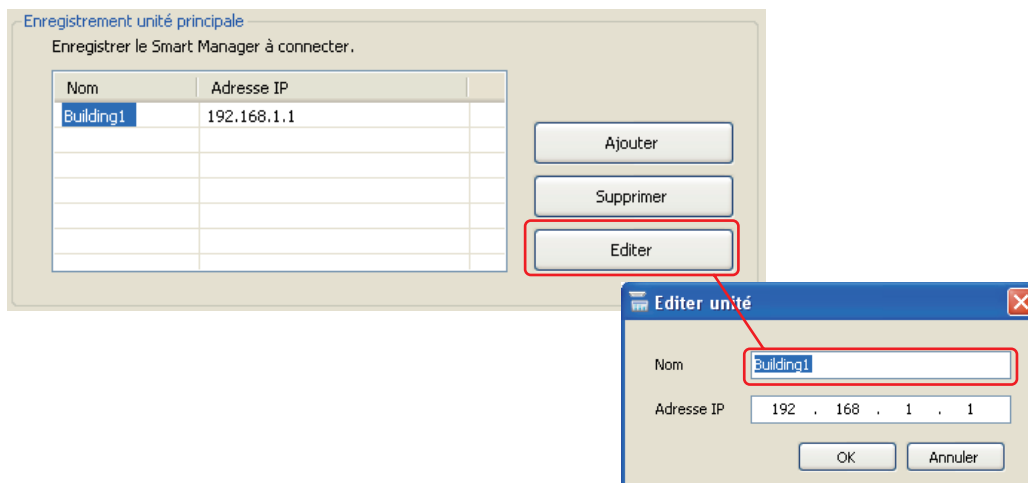 Enregistrement unité principale
Enregistrer le Smart Manager à connecter.
Nom Adresse IP
Building1 192.168.1.1
Ajouter
Supprimer
Editer
Editer unité
Nom Building1
Adresse IP 192 . 168 . 1 . 1
OK Annuler